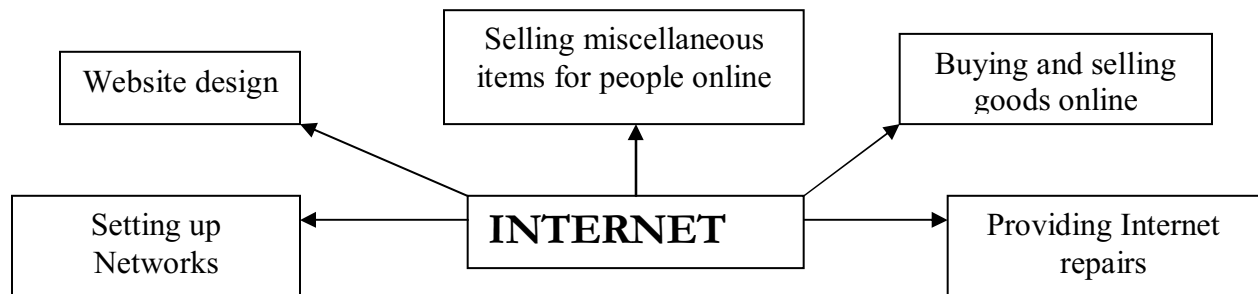 Selling miscellaneous
items for people online
Website design
Buying and selling
goods online
Setting up
Networks
INTERNET
Providing Internet
repairs